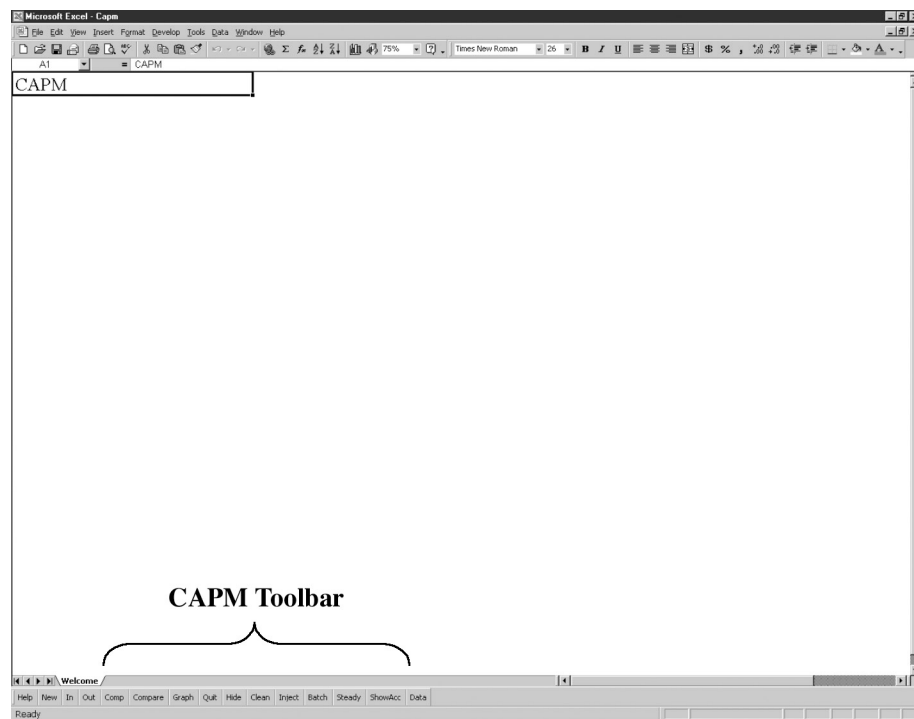 Microsoft Excel - Capm
File Edit View Insert Format Develop Tools Data Window Help
75% Times New Roman 26 B I U $ % ,
A1 = CAPM
CAPM
CAPM Toolbar
Welcome
Help New In Out Comp Compare Graph Quit Hide Clean Inject Batch Steady ShowAcc Data
Ready